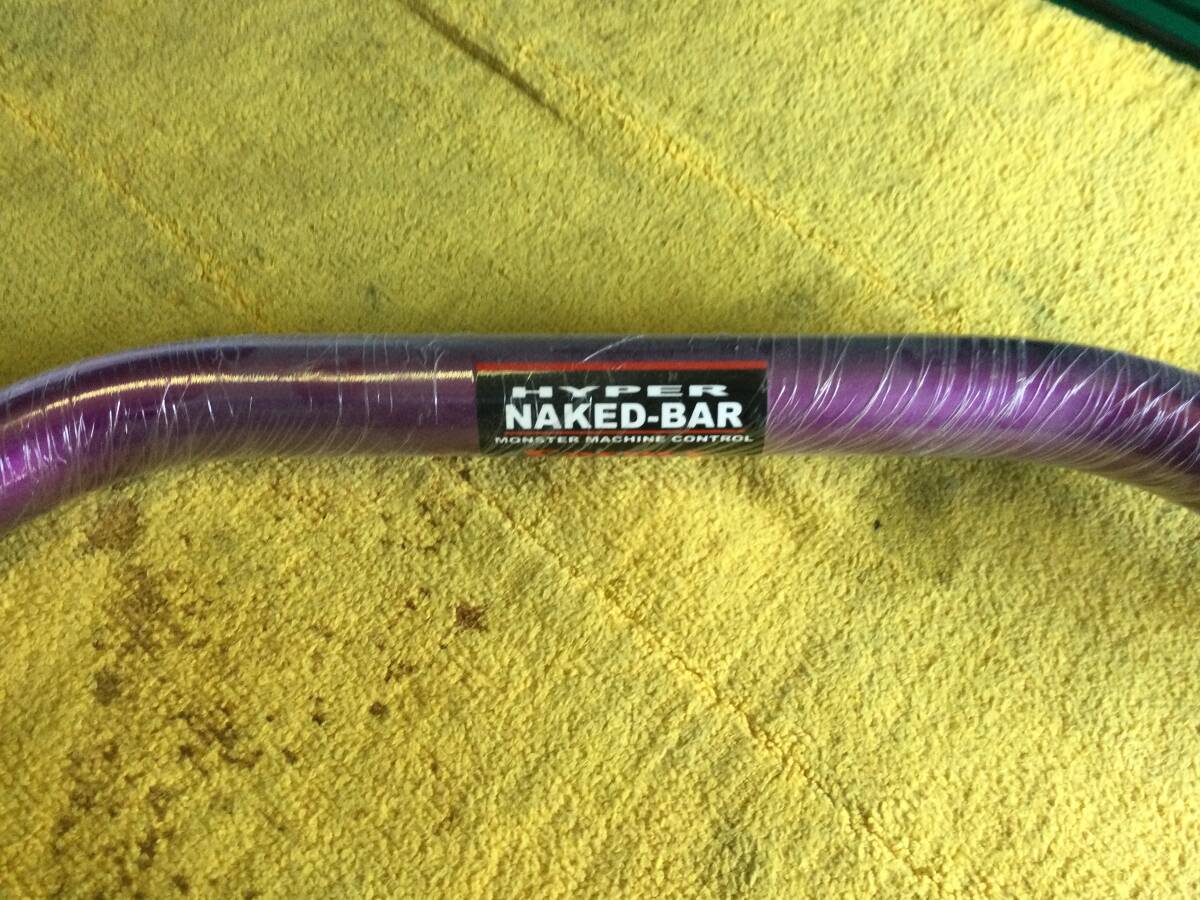 HYPER
NAKED-BAR
MONSTER MACHINE CONTROL